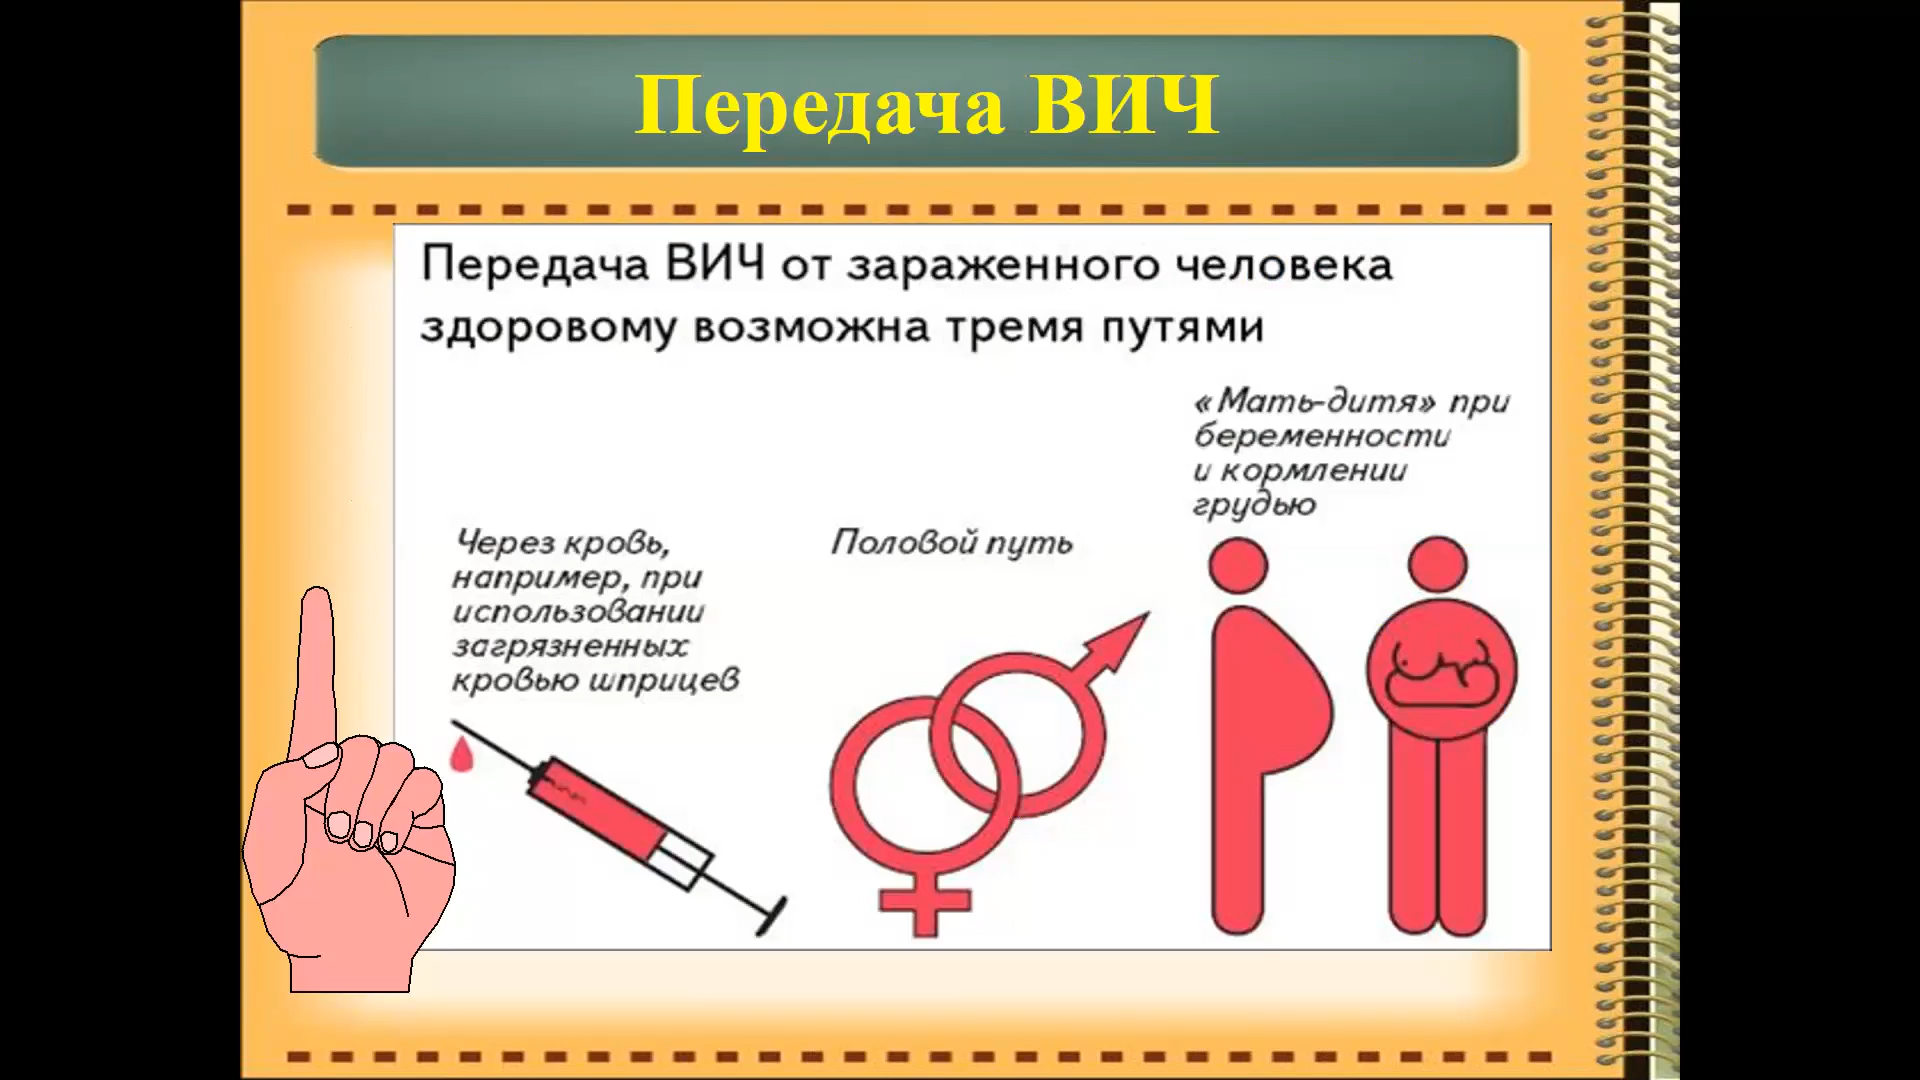 Передача ВИЧ
Передача ВИЧ от зараженного человека
здоровому возможна тремя путями
Через кровь,
например, при
использовании
загрязненных
кровью шприцев
Половой путь
«Мать-дитя» при
беременности
и кормлении
грудью